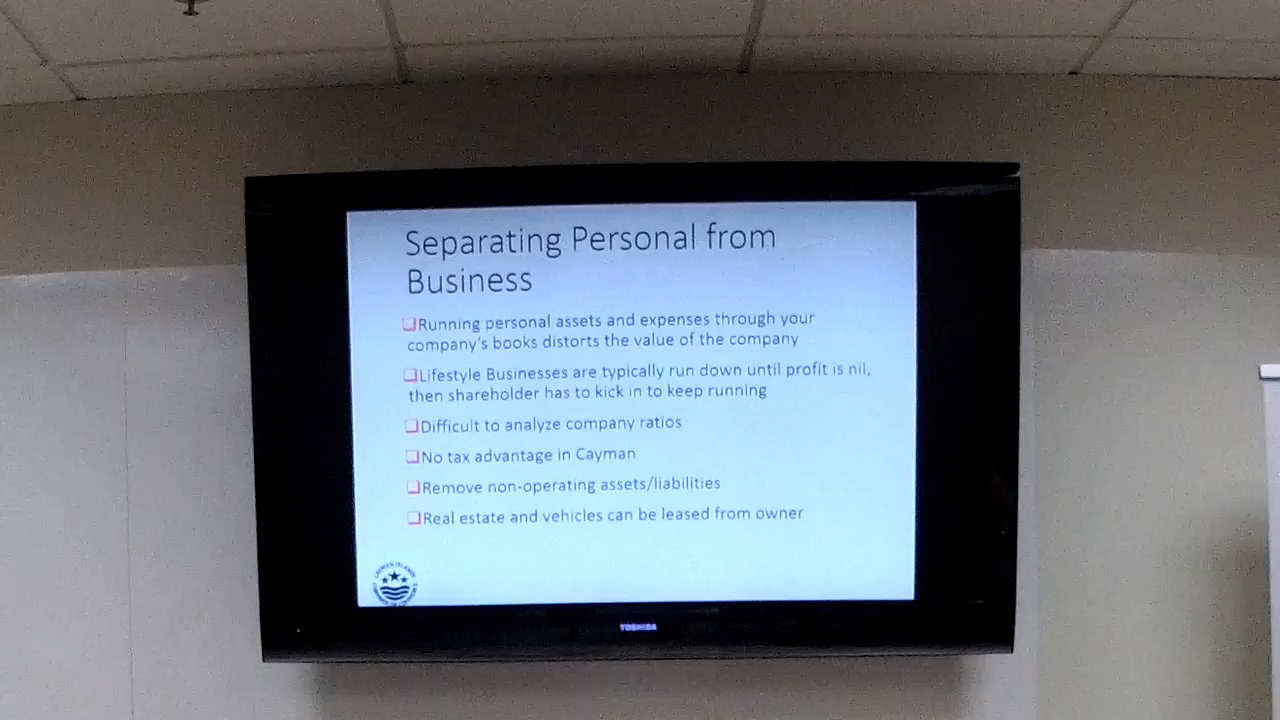 Separating Personal from
Business
❑Running personal assets and expenses through your
company's books distorts the value of the company
❑Lifestyle Businesses are typically run down until profit is nil,
then shareholder has to kick in to keep running
❑Difficult to analyze company ratios
❑No tax advantage in Cayman
❑Remove non-operating assets/liabilities
❑Real estate and vehicles can be leased from owner
CAYMAN ISLANDS
TOSHIBA